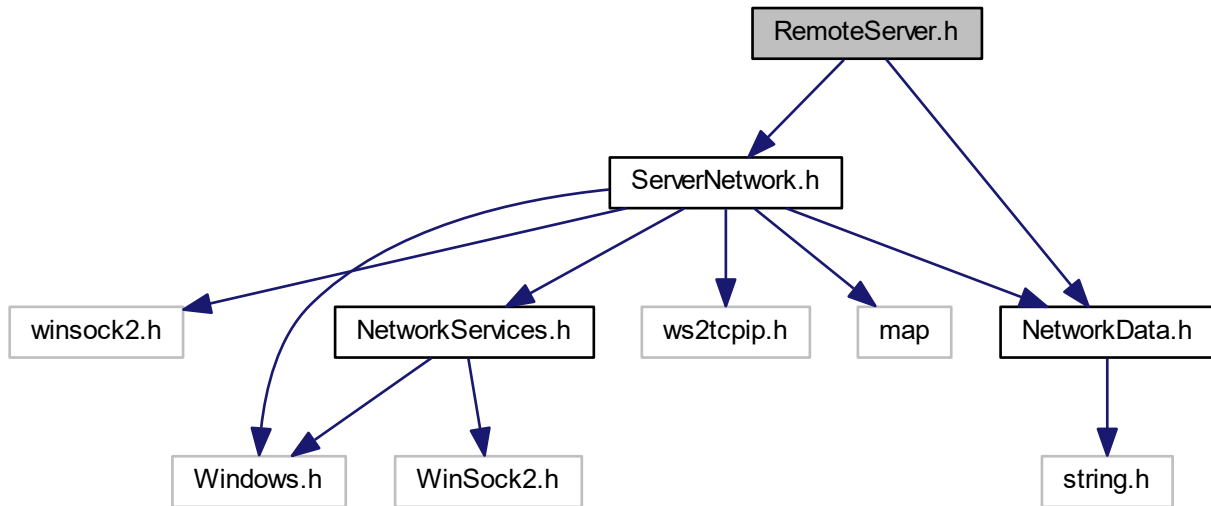 RemoteServer.h
ServerNetwork.h
winsock2.h
NetworkServices.h
ws2tcpip.h
map
NetworkData.h
Windows.h
WinSock2.h
string.h